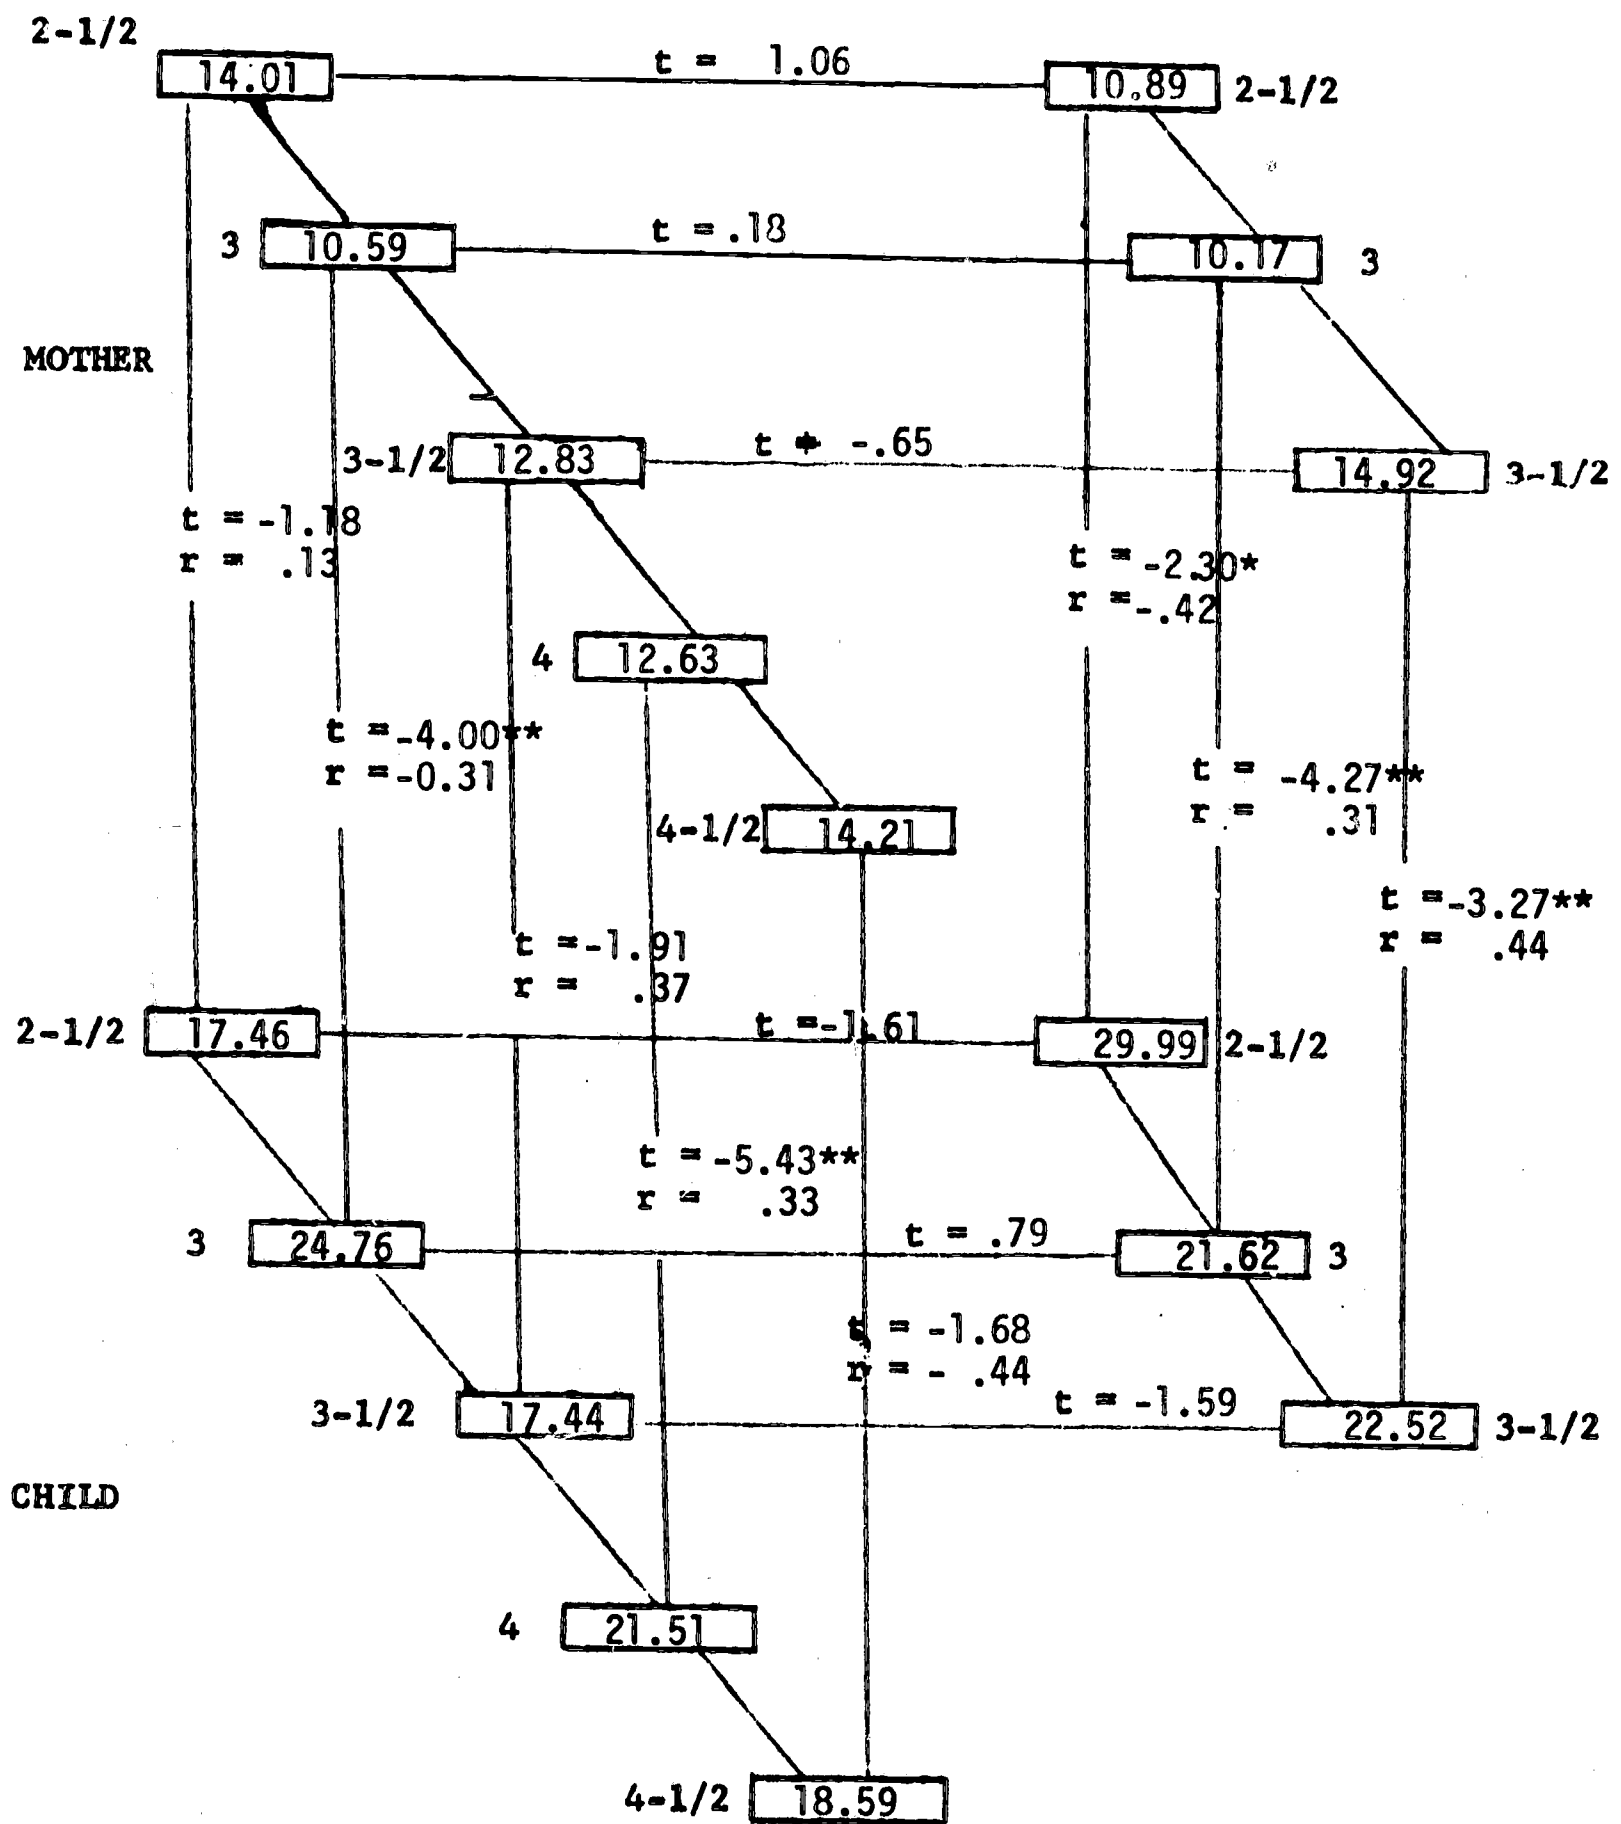 2-1/2
14.01
t = 1.06
10.89
2-1/2
3
10.59
t = .18
10.17
3
MOTHER
3-1/2
12.83
t = -.65
14.92
3-1/2
t = -1.18
r = .13
t = -2.30*
r = -.42
4
12.63
t = -4.00**
r = -0.31
t = -4.27**
r = .31
4-1/2
14.21
t = -3.27**
r = .44
t = -1.91
r = .37
2-1/2
17.46
t = -1.61
29.99
2-1/2
t = -5.43**
r = .33
3
24.76
t = .79
21.62
3
t = -1.68
r = - .44
3-1/2
17.44
t = -1.59
22.52
3-1/2
CHILD
4
21.51
4-1/2
18.59